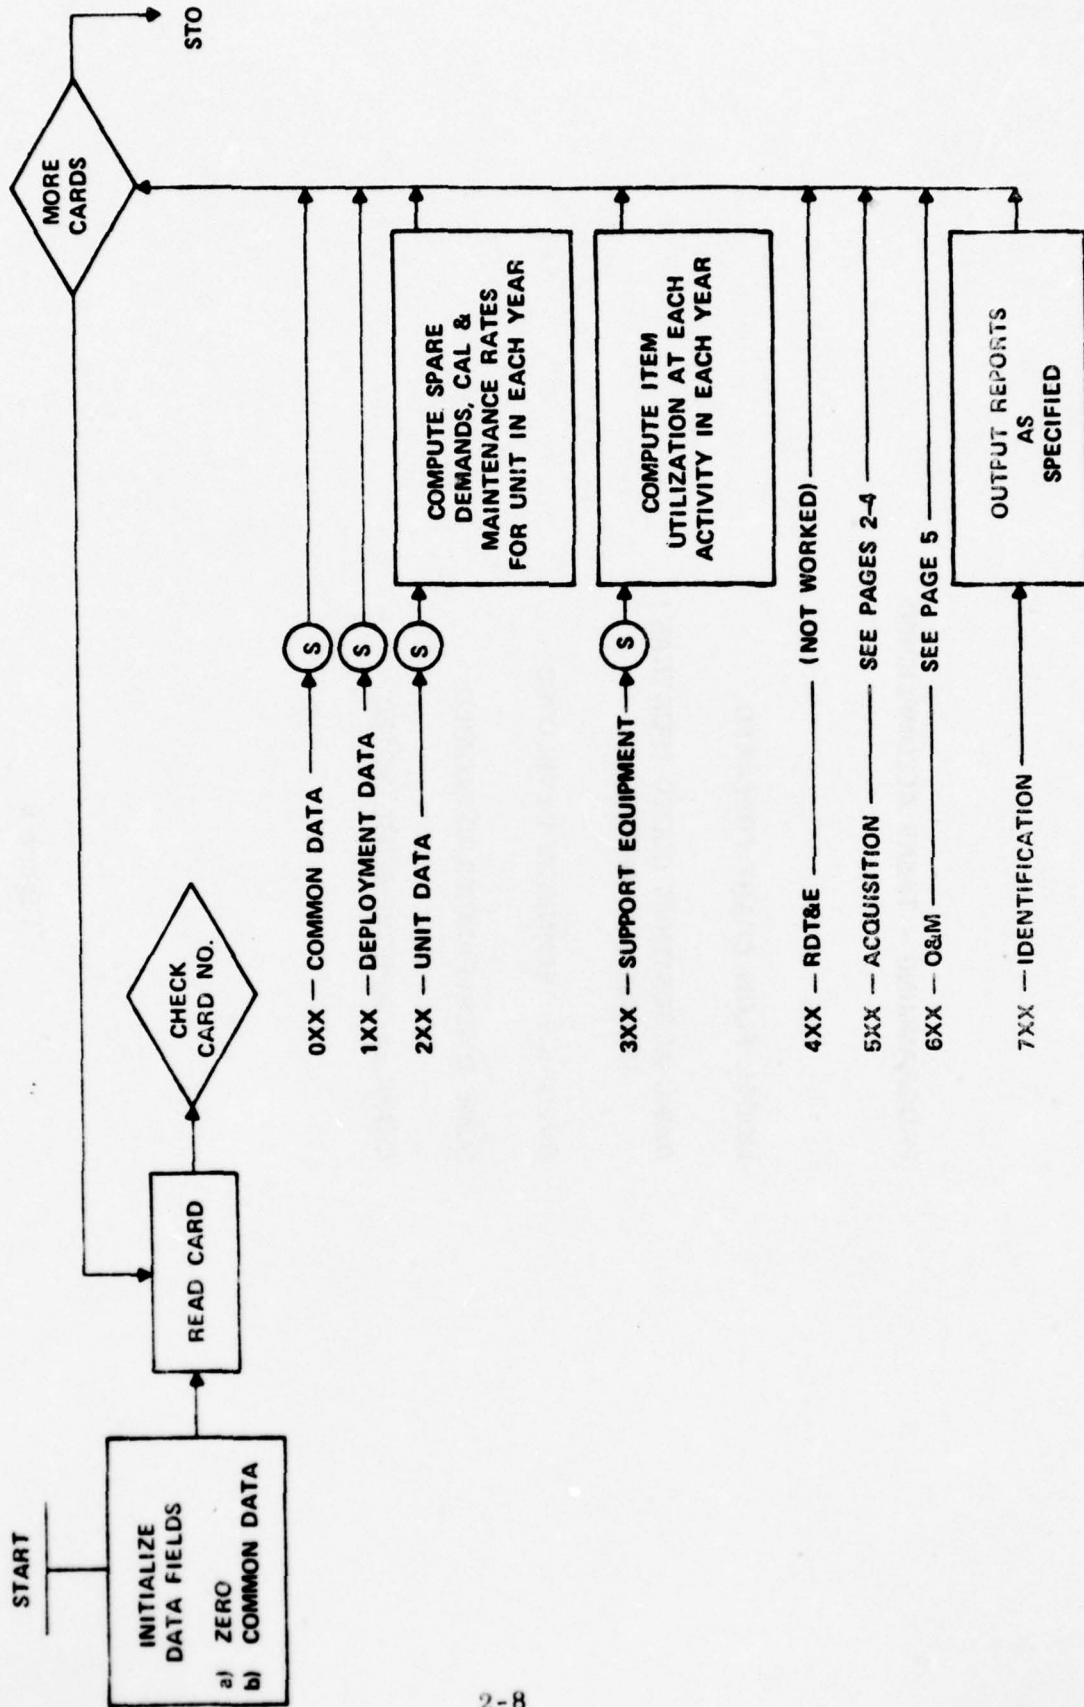 START
INITIALIZE
DATA FIELDS
a) ZERO
b) COMMON DATA
READ CARD
CHECK
CARD NO.
MORE
CARDS
STO
0XX — COMMON DATA
S
1XX — DEPLOYMENT DATA
S
2XX — UNIT DATA
S
COMPUTE SPARE
DEMANDS, CAL &
MAINTENANCE RATES
FOR UNIT IN EACH YEAR
3XX — SUPPORT EQUIPMENT
S
COMPUTE ITEM
UTILIZATION AT EACH
ACTIVITY IN EACH YEAR
4XX — RDT&E — (NOT WORKED)
5XX — ACQUISITION — SEE PAGES 2-4
6XX — O&M — SEE PAGE 5
7XX — IDENTIFICATION
OUTPUT REPORTS
AS
SPECIFIED
2-8